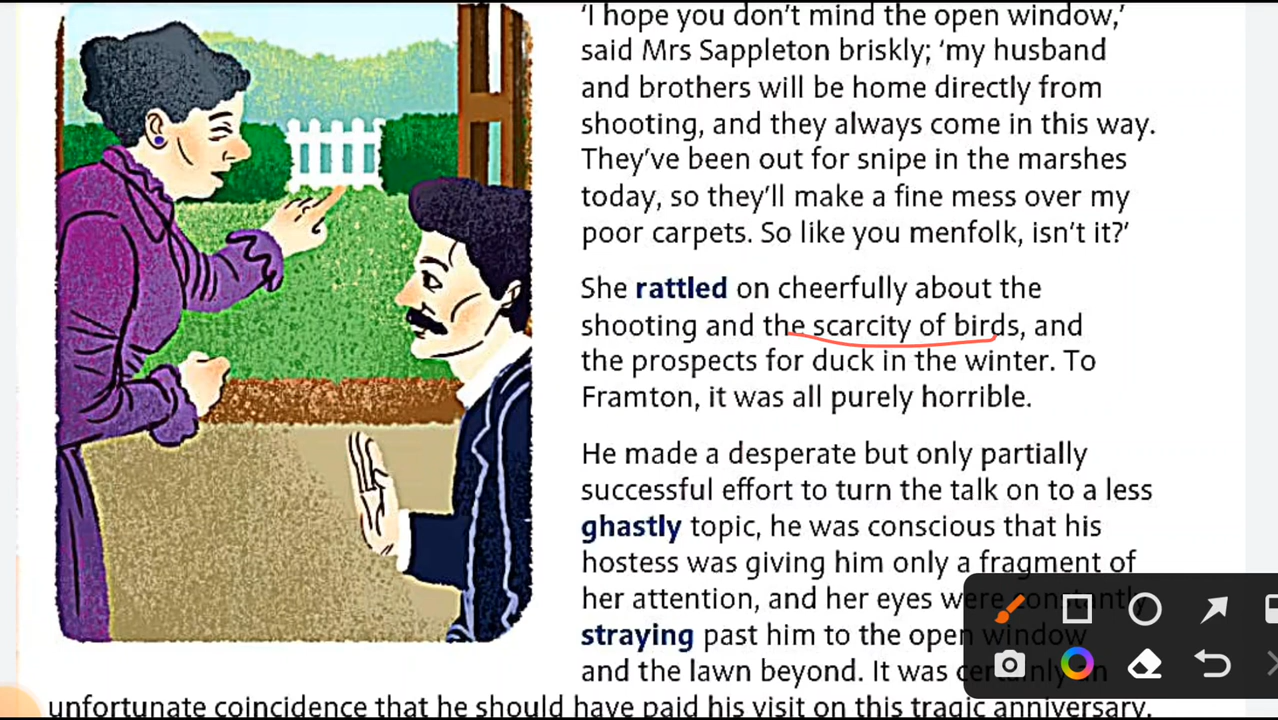 ‘I hope you don’t mind the open window,’
said Mrs Sappleton briskly; ‘my husband
and brothers will be home directly from
shooting, and they always come in this way.
They’ve been out for snipe in the marshes
today, so they’ll make a fine mess over my
poor carpets. So like you menfolk, isn’t it?’
She rattled on cheerfully about the
shooting and the scarcity of birds, and
the prospects for duck in the winter. To
Framton, it was all purely horrible.
He made a desperate but only partially
successful effort to turn the talk on to a less
ghastly topic, he was conscious that his
hostess was giving him only a fragment of
her attention, and her eyes were constantly
straying past him to the open window
and the lawn beyond. It was certainly an
unfortunate coincidence that he should have paid his visit on this tragic anniversary.